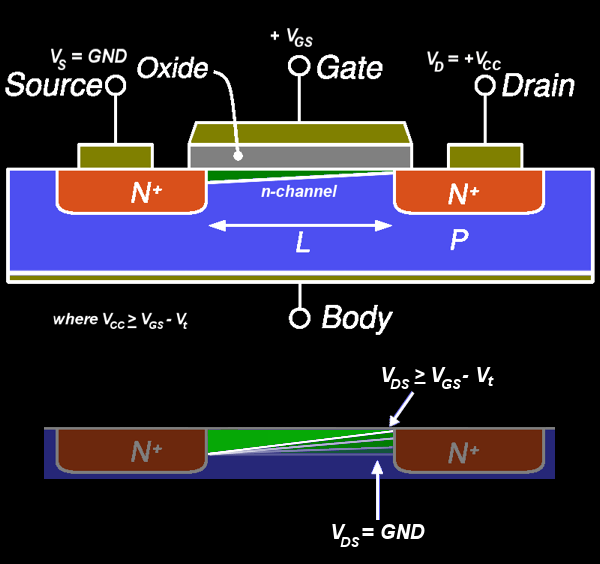 + V_GS
V_S = GND
Oxide
Gate
V_D = +V_CC
Source
Drain
N+
n-channel
N+
L
P
where V_CC ≥ V_GS - V_t
Body
V_DS ≥ V_GS - V_t
N+
N+
V_DS = GND